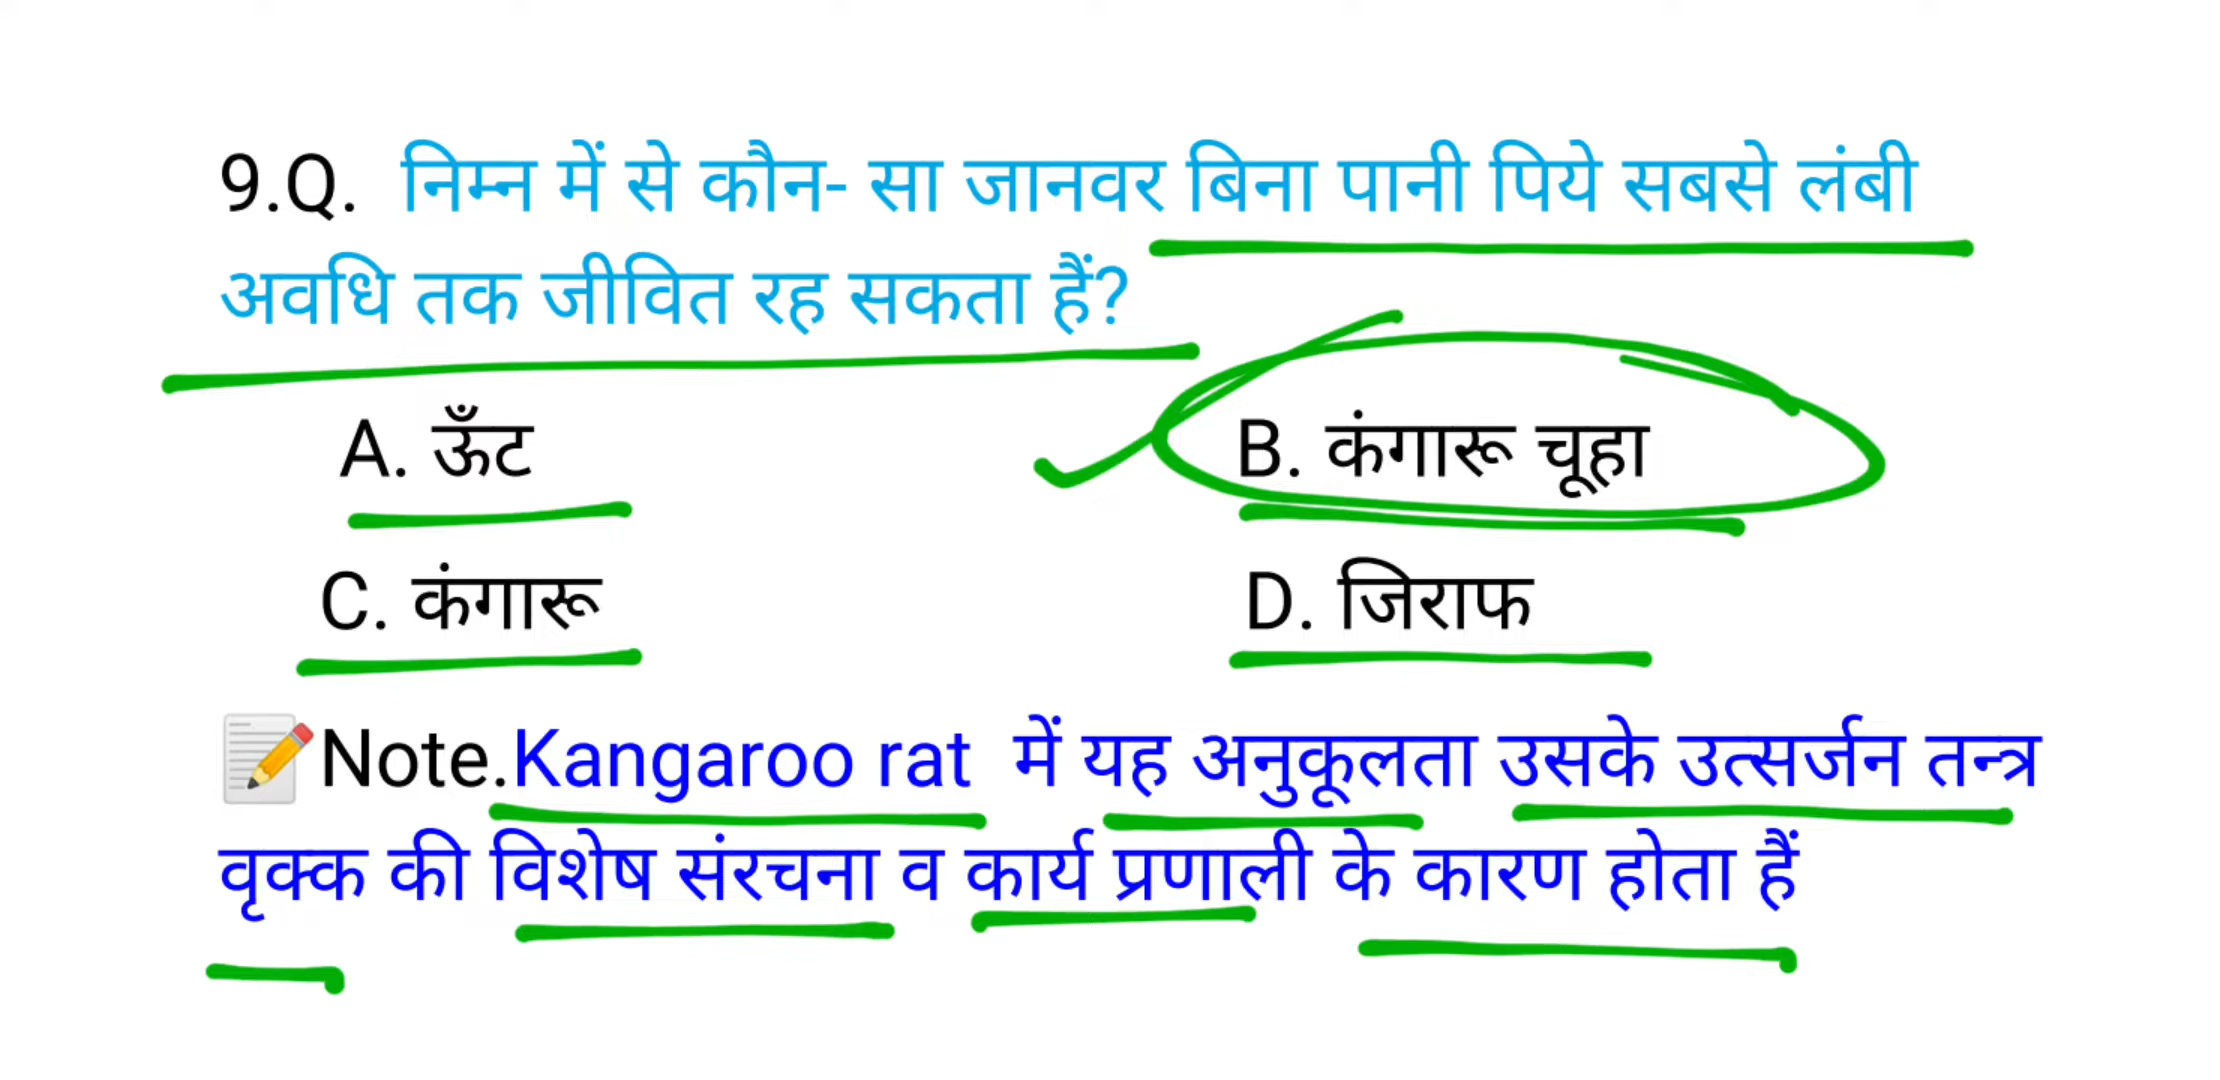 9.Q. निम्न में से कौन- सा जानवर बिना पानी पिये सबसे लंबी
अवधि तक जीवित रह सकता हैं?
A. ऊँट B. कंगारू चूहा
C. कंगारू D. जिराफ
📝Note.Kangaroo rat में यह अनुकूलता उसके उत्सर्जन तन्त्र
वृक्क की विशेष संरचना व कार्य प्रणाली के कारण होता हैं